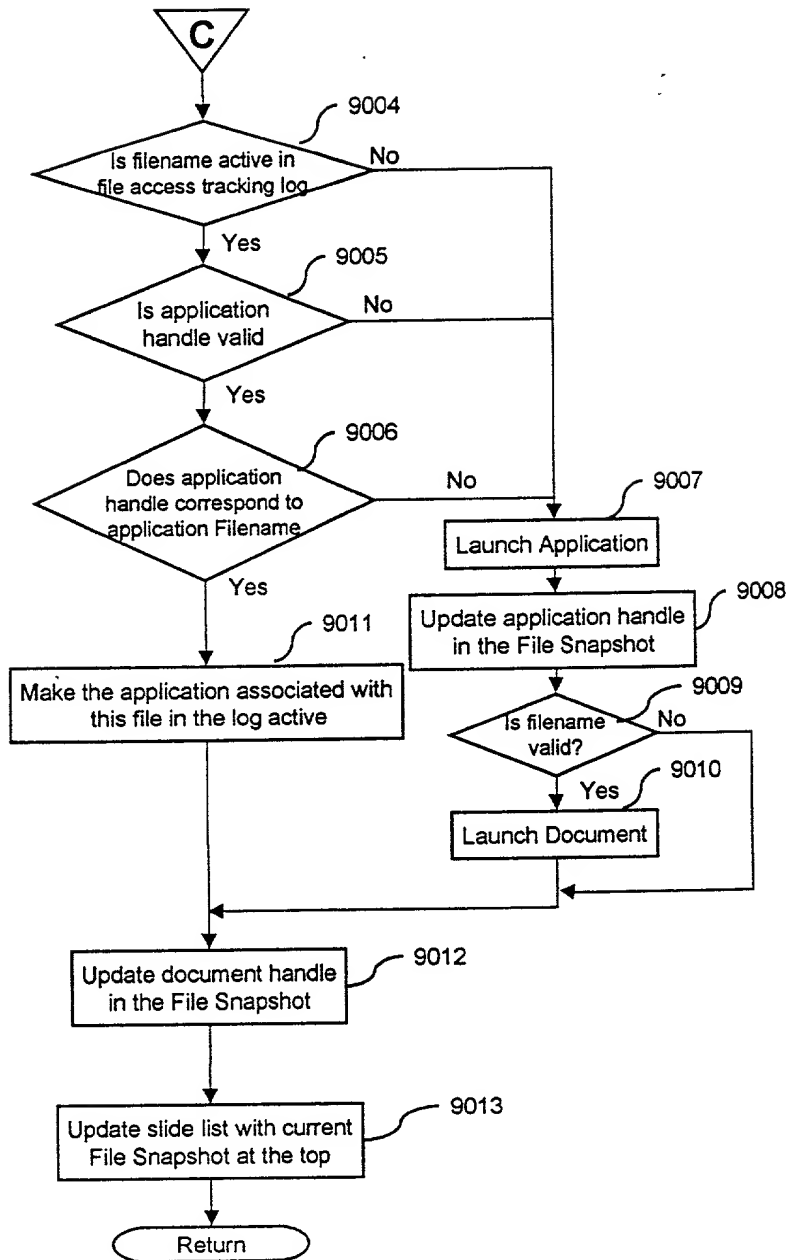 C
9004
Is filename active in
file access tracking log
No
Yes
9005
Is application
handle valid
No
Yes
9006
Does application
handle correspond to
application Filename
No
Yes
9007
Launch Application
9008
Update application handle
in the File Snapshot
9011
Make the application associated with
this file in the log active
9009
Is filename
valid?
No
Yes
9010
Launch Document
9012
Update document handle
in the File Snapshot
9013
Update slide list with current
File Snapshot at the top
Return